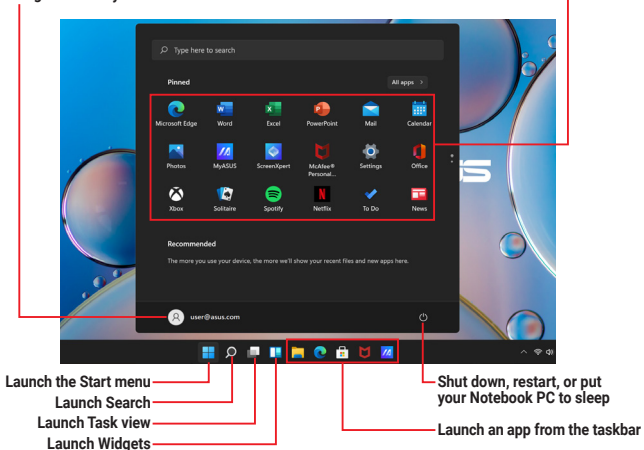 Type here to search
Pinned
All apps >
Microsoft Edge Word Excel PowerPoint Mail Calendar
Photos MyASUS ScreenXpert McAfee® Personal... Settings Office
Xbox Solitaire Spotify Netflix To Do News
Recommended
The more you use your device, the more we'll show your recent files and new apps here.
user@asus.com
Launch the Start menu
Launch Search
Launch Task view
Launch Widgets
Shut down, restart, or put
your Notebook PC to sleep
Launch an app from the taskbar